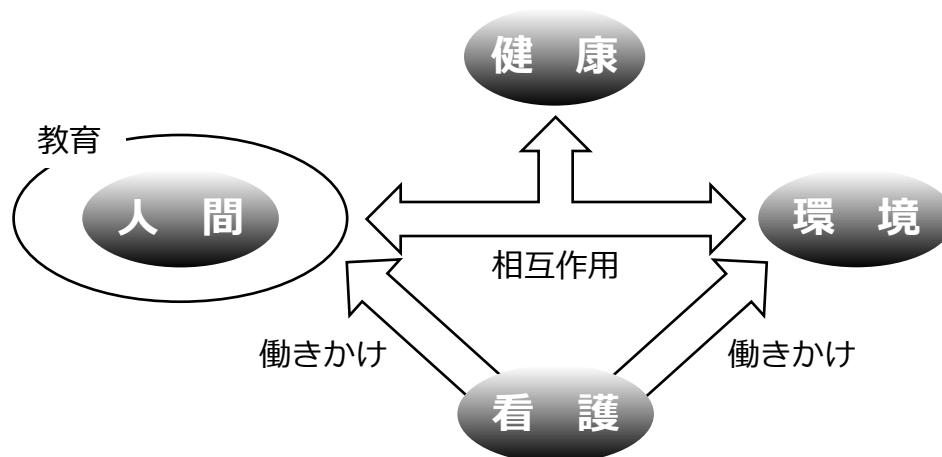 健　康
教育
人　間
環　境
相互作用
働きかけ
働きかけ
看　護